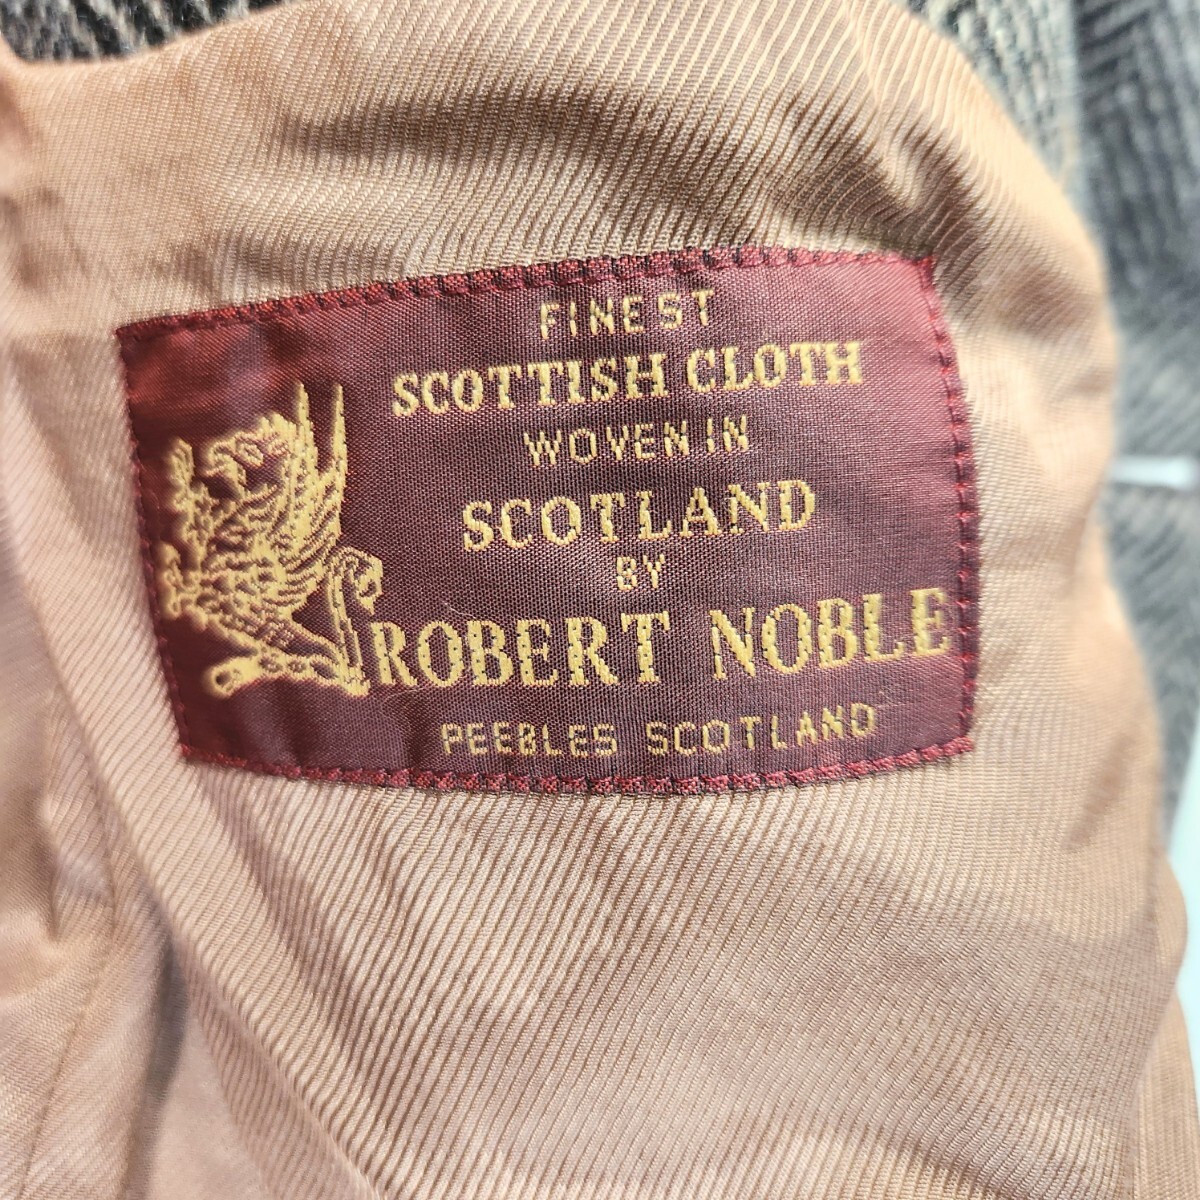 FINEST
SCOTTISH CLOTH
WOVEN IN
SCOTLAND
BY
ROBERT NOBLE
PEEBLES SCOTLAND